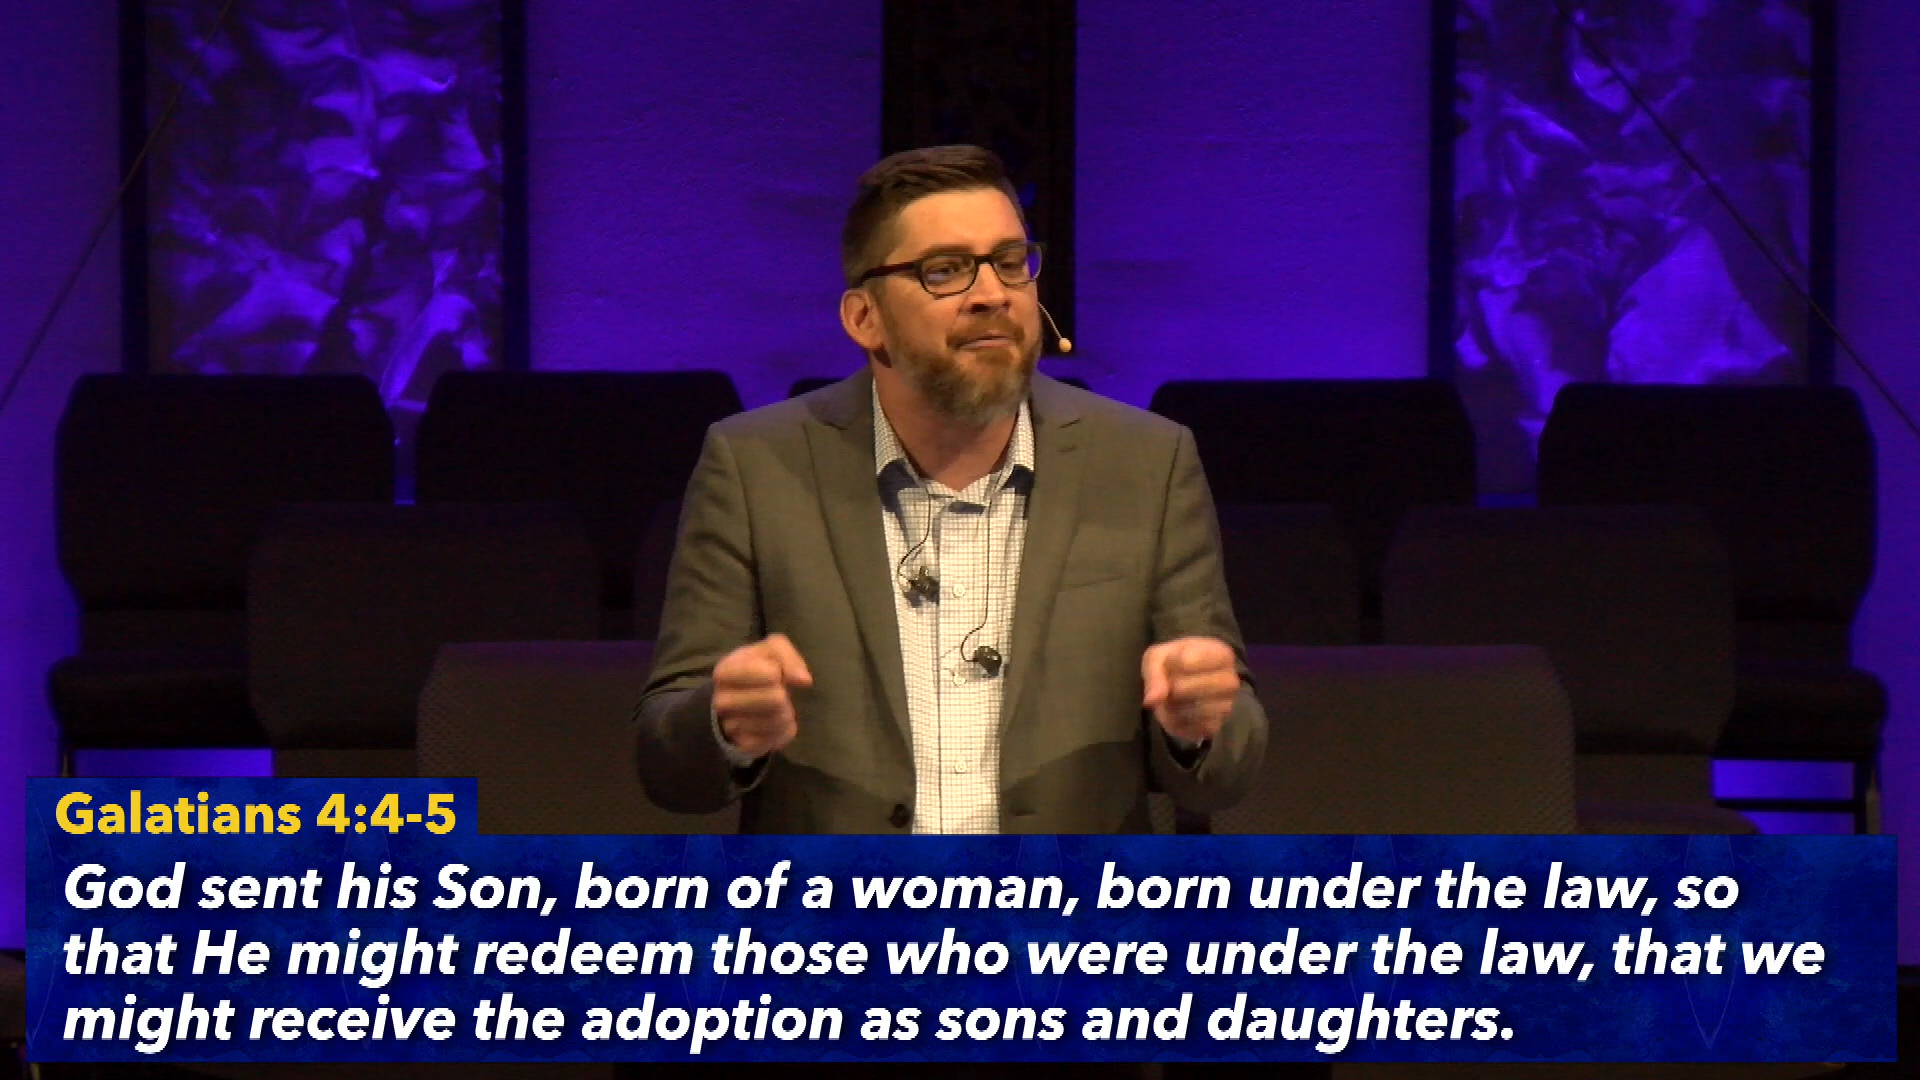 Galatians 4:4-5
God sent his Son, born of a woman, born under the law, so
that He might redeem those who were under the law, that we
might receive the adoption as sons and daughters.